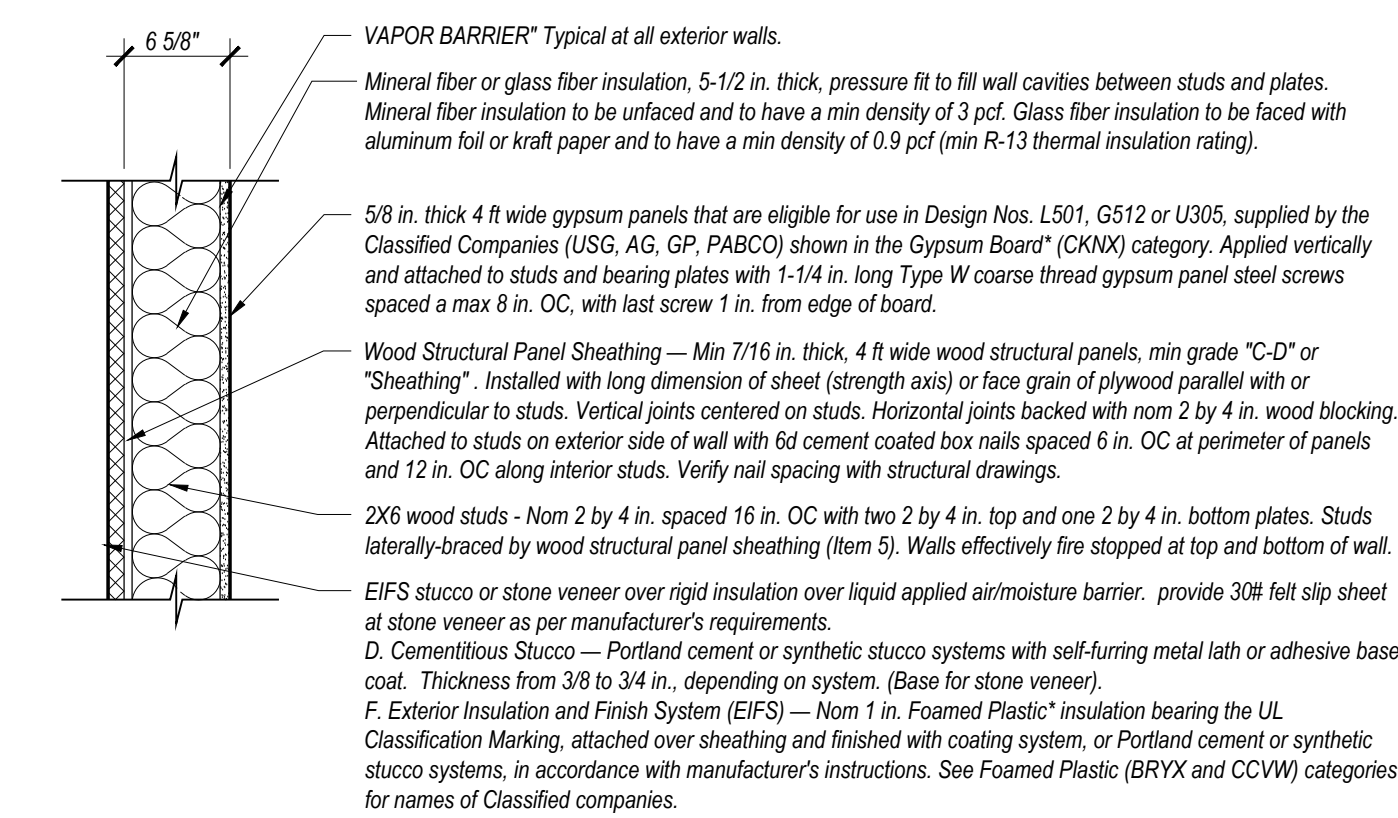 6 5/8"
VAPOR BARRIER" Typical at all exterior walls.
Mineral fiber or glass fiber insulation, 5-1/2 in. thick, pressure fit to fill wall cavities between studs and plates.
Mineral fiber insulation to be unfaced and to have a min density of 3 pcf. Glass fiber insulation to be faced with
aluminum foil or kraft paper and to have a min density of 0.9 pcf (min R-13 thermal insulation rating).
5/8 in. thick 4 ft wide gypsum panels that are eligible for use in Design Nos. L501, G512 or U305, supplied by the
Classified Companies (USG, AG, GP, PABCO) shown in the Gypsum Board* (CKNX) category. Applied vertically
and attached to studs and bearing plates with 1-1/4 in. long Type W coarse thread gypsum panel steel screws
spaced a max 8 in. OC, with last screw 1 in. from edge of board.
Wood Structural Panel Sheathing — Min 7/16 in. thick, 4 ft wide wood structural panels, min grade "C-D" or
"Sheathing" . Installed with long dimension of sheet (strength axis) or face grain of plywood parallel with or
perpendicular to studs. Vertical joints centered on studs. Horizontal joints backed with nom 2 by 4 in. wood blocking.
Attached to studs on exterior side of wall with 6d cement coated box nails spaced 6 in. OC at perimeter of panels
and 12 in. OC along interior studs. Verify nail spacing with structural drawings.
2X6 wood studs - Nom 2 by 4 in. spaced 16 in. OC with two 2 by 4 in. top and one 2 by 4 in. bottom plates. Studs
laterally-braced by wood structural panel sheathing (Item 5). Walls effectively fire stopped at top and bottom of wall.
EIFS stucco or stone veneer over rigid insulation over liquid applied air/moisture barrier. provide 30# felt slip sheet
at stone veneer as per manufacturer's requirements.
D. Cementitious Stucco — Portland cement or synthetic stucco systems with self-furring metal lath or adhesive base
coat. Thickness from 3/8 to 3/4 in., depending on system. (Base for stone veneer).
F. Exterior Insulation and Finish System (EIFS) — Nom 1 in. Foamed Plastic* insulation bearing the UL
Classification Marking, attached over sheathing and finished with coating system, or Portland cement or synthetic
stucco systems, in accordance with manufacturer's instructions. See Foamed Plastic (BRYX and CCVW) categories
for names of Classified companies.